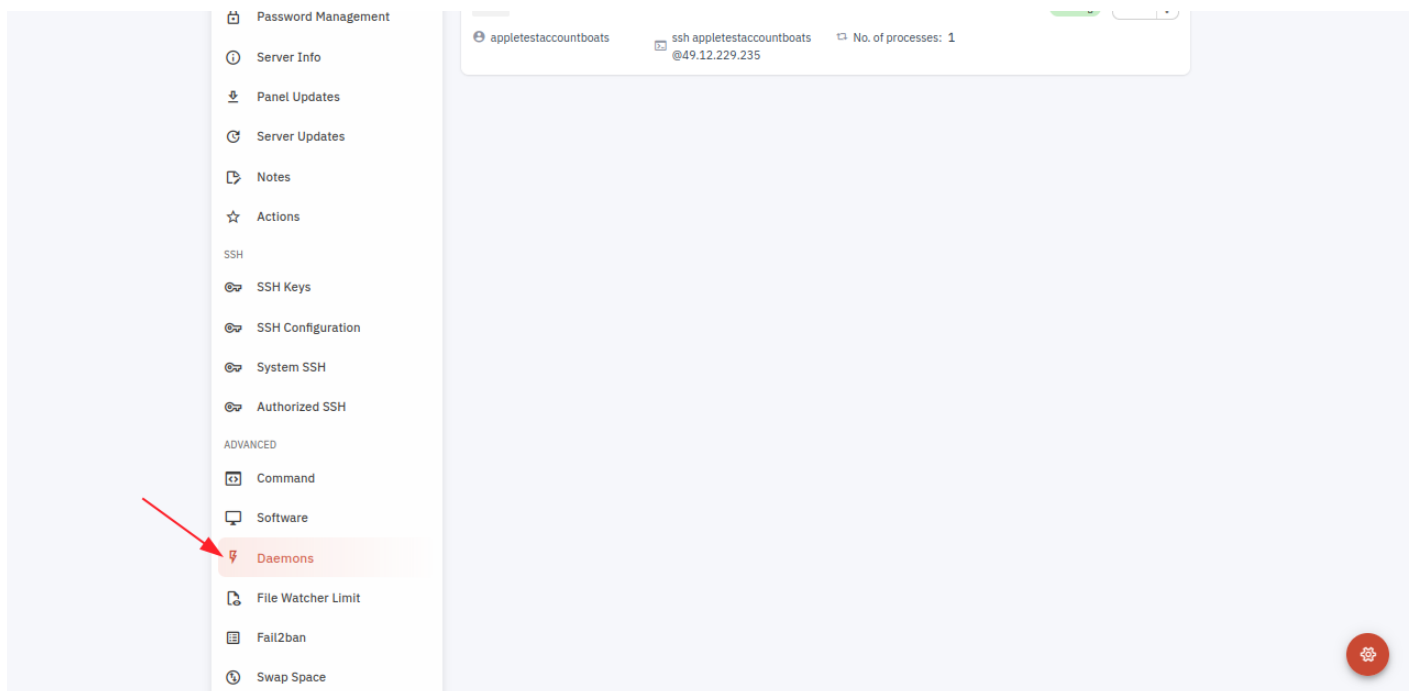 Password Management
Server Info
Panel Updates
Server Updates
Notes
Actions
SSH
SSH Keys
SSH Configuration
System SSH
Authorized SSH
ADVANCED
Command
Software
Daemons
File Watcher Limit
Fail2ban
Swap Space
appletestaccountboats
ssh appletestaccountboats
@49.12.229.235
No. of processes: 1